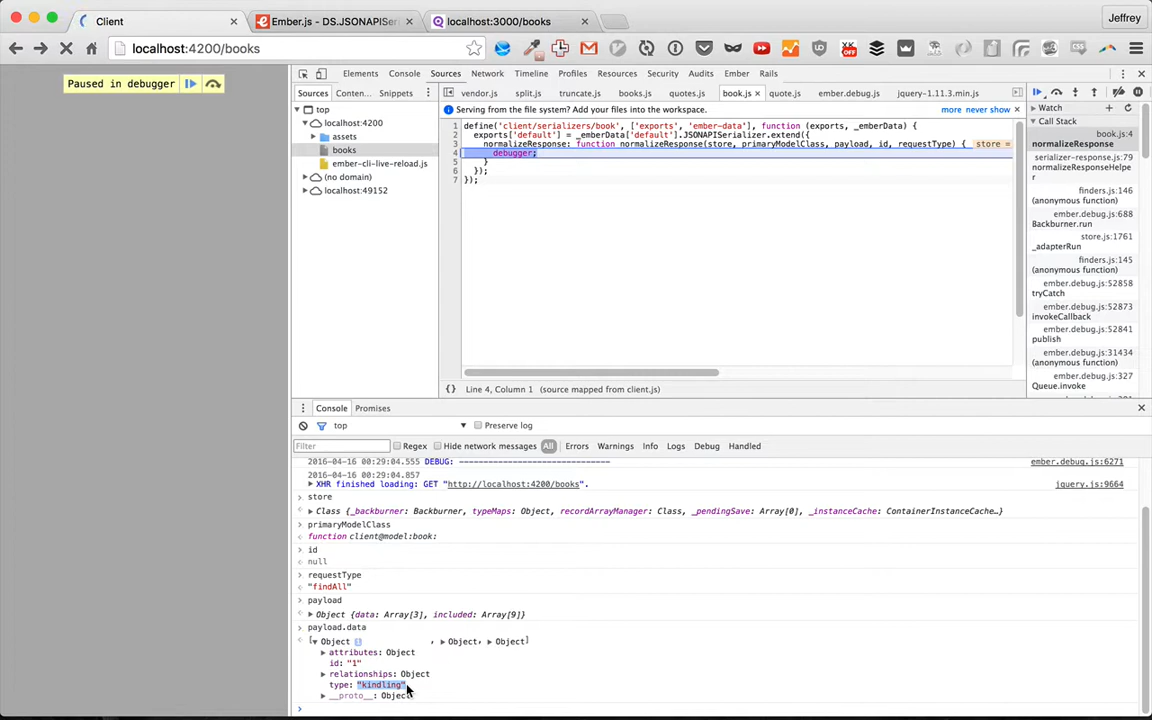 Client
Ember.js - DS.JSONAPISeri
localhost:3000/books
Jeffrey
localhost:4200/books
Paused in debugger
Elements Console Sources Network Timeline Profiles Resources Security Audits Ember Rails
Sources Conten... Snippets
vendor.js split.js truncate.js books.js quotes.js book.js quote.js ember.debug.js jquery-1.11.3.min.js
top
localhost:4200
assets
books
ember-cli-live-reload.js
(no domain)
localhost:49152
Serving from the file system? Add your files into the workspace. more never show
1 define('client/serializers/book', ['exports', 'ember-data'], function (exports, _emberData) {
2 exports['default'] = _emberData['default'].JSONAPISerializer.extend({
3 normalizeResponse: function normalizeResponse(store, primaryModelClass, payload, id, requestType) { store =
4 debugger;
5 }
6 });
7 });
{} Line 4, Column 1 (source mapped from client.js)
Watch
Call Stack
book.js:4
normalizeResponse
serializer-response.js:79
normalizeResponseHelpe
r
finders.js:146
(anonymous function)
ember.debug.js:688
Backburner.run
store.js:1761
_adapterRun
finders.js:145
(anonymous function)
ember.debug.js:52858
tryCatch
ember.debug.js:52873
invokeCallback
ember.debug.js:52841
publish
ember.debug.js:31434
(anonymous function)
ember.debug.js:327
Queue.invoke
Console Promises
top Preserve log
Filter Regex Hide network messages All Errors Warnings Info Logs Debug Handled
2016-04-16 00:29:04.555 DEBUG: ------------------------------- ember.debug.js:6271
2016-04-16 00:29:04.857
XHR finished loading: GET "http://localhost:4200/books". jquery.js:9664
store
Class {_backburner: Backburner, typeMaps: Object, recordArrayManager: Class, _pendingSave: Array[0], _instanceCache: ContainerInstanceCache…}
primaryModelClass
function client@model:book:
id
null
requestType
"findAll"
payload
Object {data: Array[3], included: Array[9]}
payload.data
[Object , Object, Object]
attributes: Object
id: "1"
relationships: Object
type: "kindling"
__proto__: Object